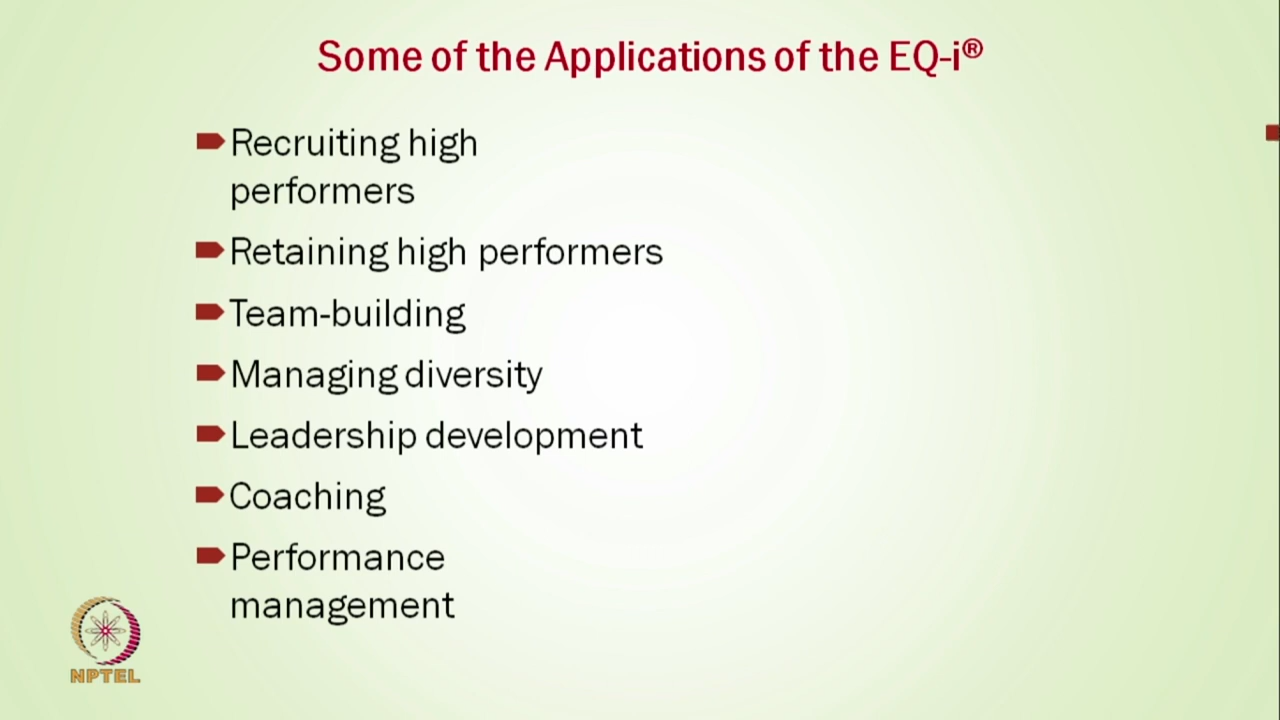 Some of the Applications of the EQ-i®
Recruiting high
performers
Retaining high performers
Team-building
Managing diversity
Leadership development
Coaching
Performance
management
NPTEL